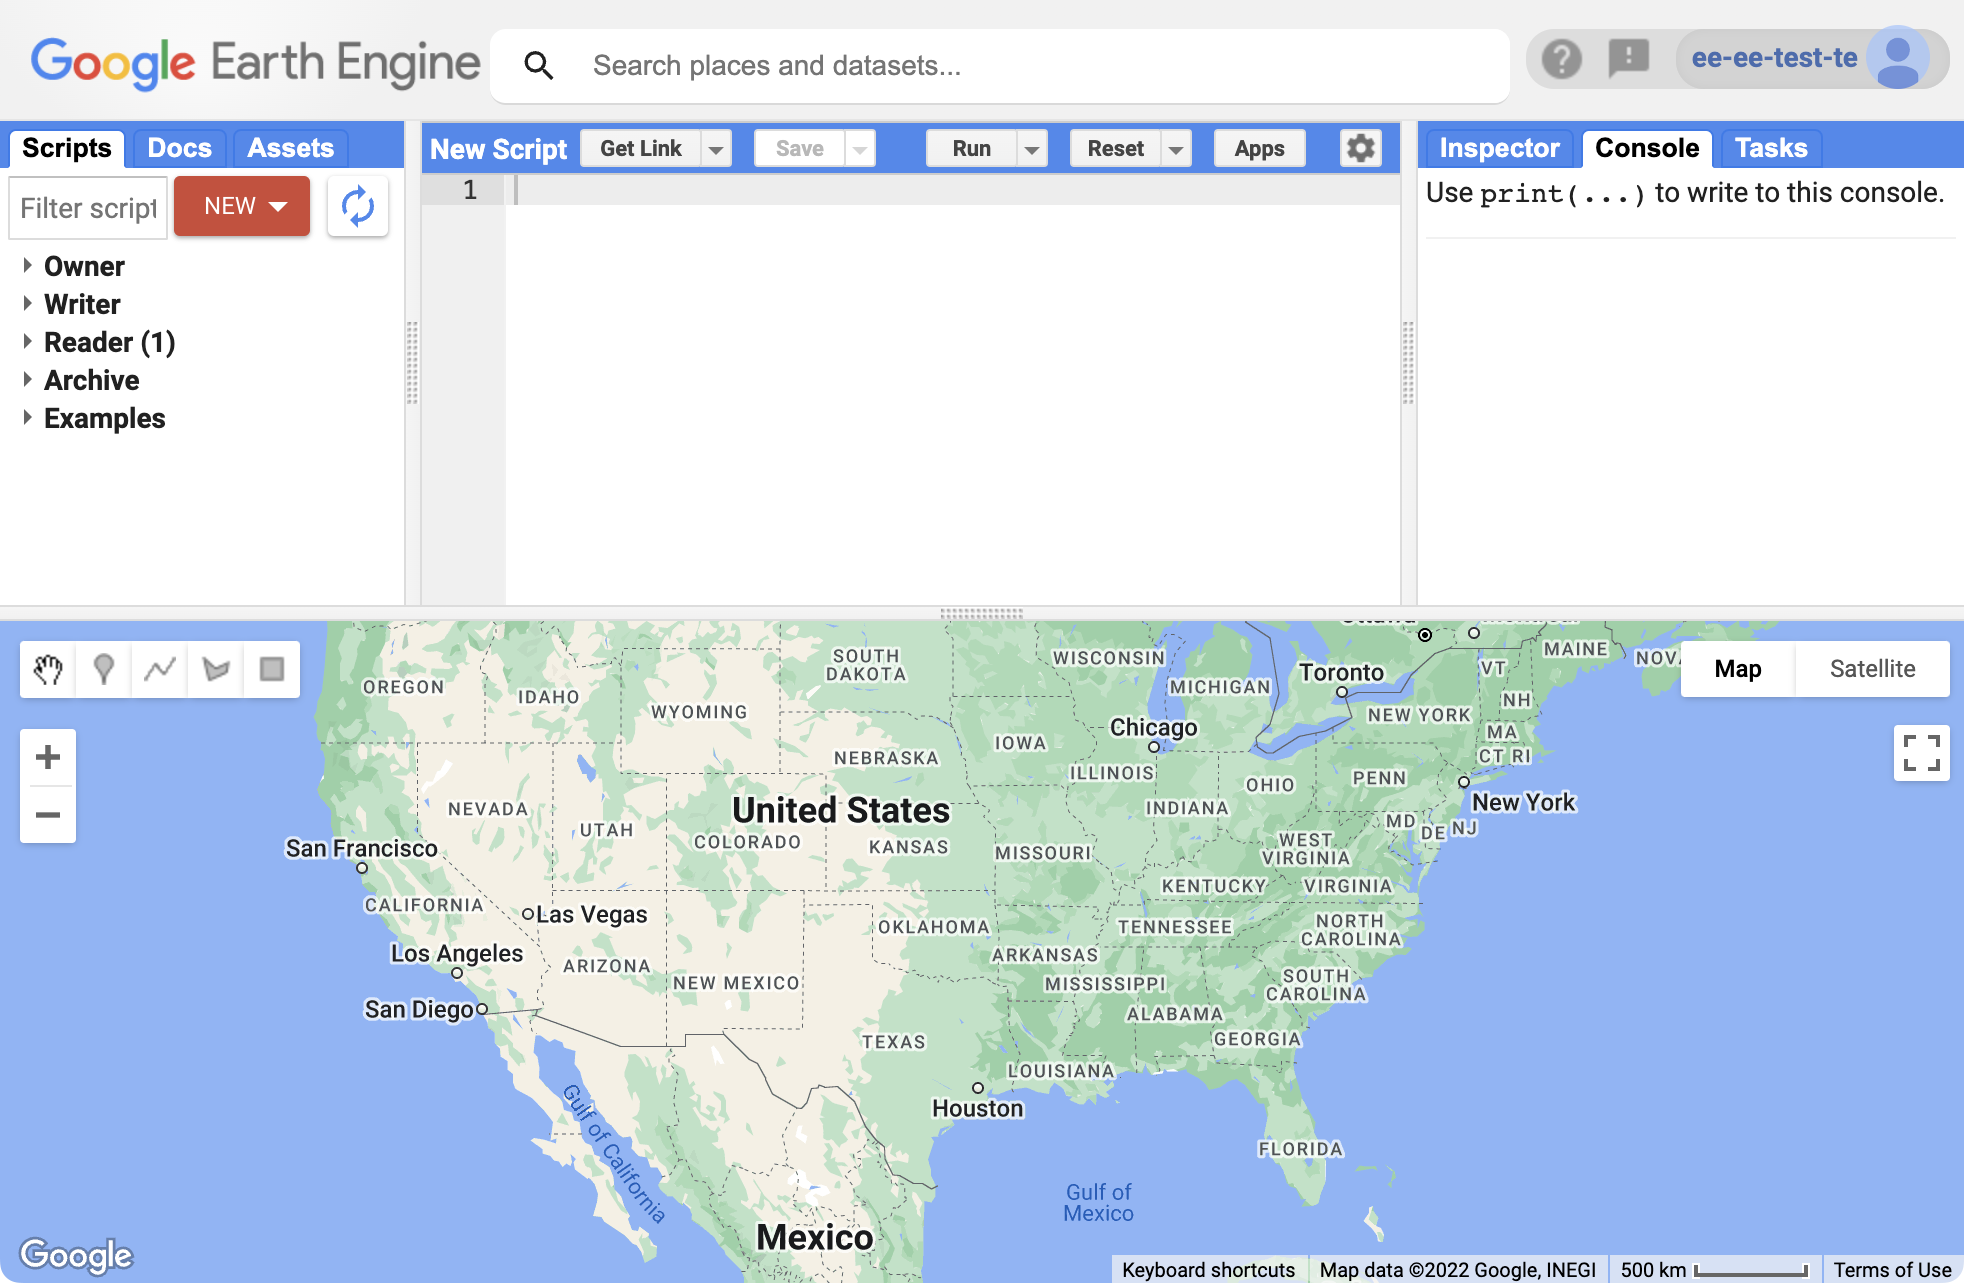 Google Earth Engine
Search places and datasets...
ee-ee-test-te
Scripts
Docs
Assets
New Script
Get Link
Save
Run
Reset
Apps
Inspector
Console
Tasks
Filter script
NEW
1
Use print(...) to write to this console.
Owner
Writer
Reader (1)
Archive
Examples
Map
Satellite
Toronto
MAINE
VT
NH
NEW YORK
MA
CT RI
WISCONSIN
MICHIGAN
SOUTH
DAKOTA
OREGON
IDAHO
WYOMING
Chicago
IOWA
NEBRASKA
ILLINOIS
OHIO
PENN
INDIANA
New York
NEVADA
United States
UTAH
COLORADO
KANSAS
MISSOURI
WEST
VIRGINIA
MD
DE
NJ
San Francisco
KENTUCKY
VIRGINIA
CALIFORNIA
Las Vegas
OKLAHOMA
TENNESSEE
NORTH
CAROLINA
Los Angeles
ARIZONA
NEW MEXICO
ARKANSAS
MISSISSIPPI
SOUTH
CAROLINA
San Diego
ALABAMA
GEORGIA
TEXAS
LOUISIANA
Houston
Gulf of California
FLORIDA
Gulf of
Mexico
Mexico
Google
Keyboard shortcuts
Map data ©2022 Google, INEGI
500 km
Terms of Use